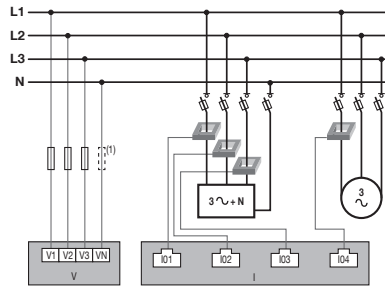 L1
L2
L3
N
(1)
3 ∿ + N
3
∿
V1 V2 V3 VN
V
I01 I02 I03 I04
I